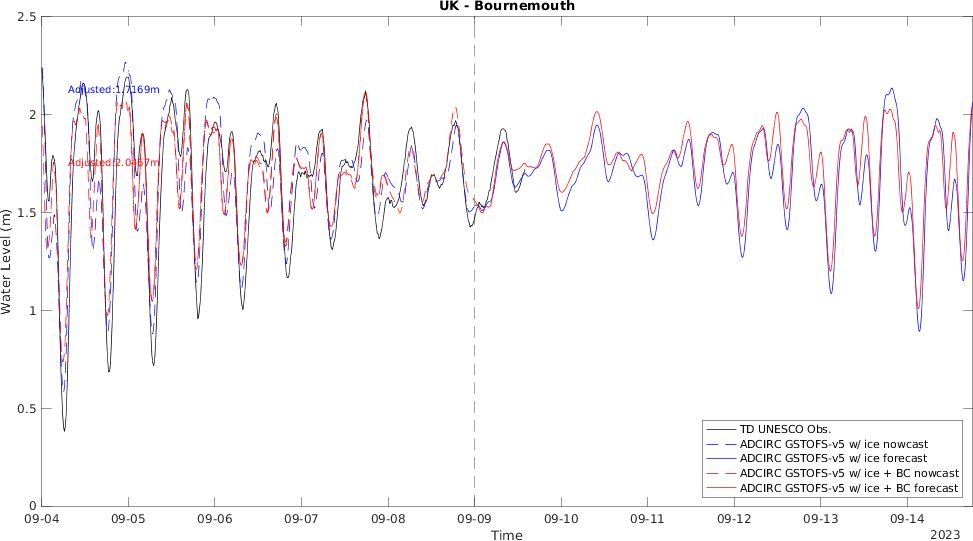 UK - Bournemouth
2.5
2
1.5
1
0.5
0
Water Level (m)
Adjusted:1.7169m
Adjusted:2.0467m
TD UNESCO Obs.
ADCIRC GSTOFS-v5 w/ ice nowcast
ADCIRC GSTOFS-v5 w/ ice forecast
ADCIRC GSTOFS-v5 w/ ice + BC nowcast
ADCIRC GSTOFS-v5 w/ ice + BC forecast
09-04 09-05 09-06 09-07 09-08 09-09 09-10 09-11 09-12 09-13 09-14
Time
2023